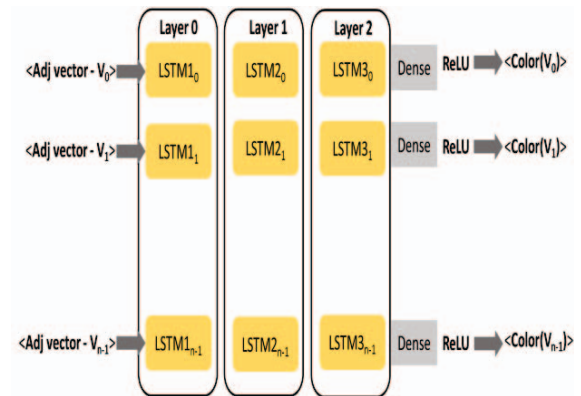 Layer 0 Layer 1 Layer 2
<Adj vector - V₀> LSTM1₀ LSTM2₀ LSTM3₀ Dense ReLU <Color(V₀)>
<Adj vector - V₁> LSTM1₁ LSTM2₁ LSTM3₁ Dense ReLU <Color(V₁)>
<Adj vector - Vₙ₋₁> LSTM1ₙ₋₁ LSTM2ₙ₋₁ LSTM3ₙ₋₁ Dense ReLU <Color(Vₙ₋₁)>